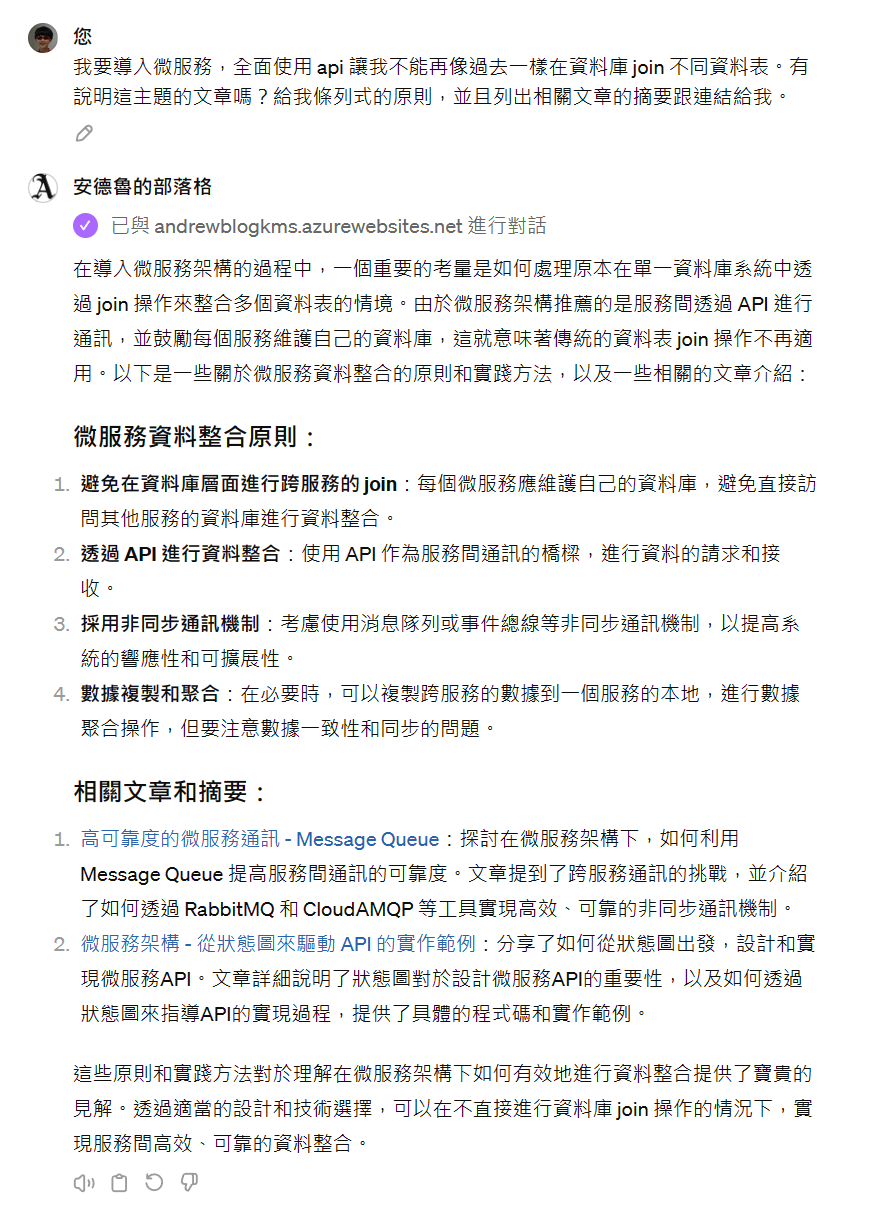 您
我要導入微服務，全面使用 api 讓我不能再像過去一樣在資料庫 join 不同資料表。有
說明這主題的文章嗎？給我條列式的原則，並且列出相關文章的摘要跟連結給我。
安德魯的部落格
已與 andrewblogkms.azurewebsites.net 進行對話
在導入微服務架構的過程中，一個重要的考量是如何處理原本在單一資料庫系統中透
過 join 操作來整合多個資料表的情境。由於微服務架構推薦的是服務間透過 API 進行
通訊，並鼓勵每個服務維護自己的資料庫，這就意味著傳統的資料表 join 操作不再適
用。以下是一些關於微服務資料整合的原則和實踐方法，以及一些相關的文章介紹：
微服務資料整合原則：
1. 避免在資料庫層面進行跨服務的 join：每個微服務應維護自己的資料庫，避免直接訪
問其他服務的資料庫進行資料整合。
2. 透過 API 進行資料整合：使用 API 作為服務間通訊的橋樑，進行資料的請求和接
收。
3. 採用非同步通訊機制：考慮使用消息隊列或事件總線等非同步通訊機制，以提高系
統的響應性和可擴展性。
4. 數據複製和聚合：在必要時，可以複製跨服務的數據到一個服務的本地，進行數據
聚合操作，但要注意數據一致性和同步的問題。
相關文章和摘要：
1. 高可靠度的微服務通訊 - Message Queue：探討在微服務架構下，如何利用
Message Queue 提高服務間通訊的可靠度。文章提到了跨服務通訊的挑戰，並介紹
了如何透過 RabbitMQ 和 CloudAMQP 等工具實現高效、可靠的非同步通訊機制。
2. 微服務架構 - 從狀態圖來驅動 API 的實作範例：分享了如何從狀態圖出發，設計和實
現微服務API。文章詳細說明了狀態圖對於設計微服務API的重要性，以及如何透過
狀態圖來指導API的實現過程，提供了具體的程式碼和實作範例。
這些原則和實踐方法對於理解在微服務架構下如何有效地進行資料整合提供了寶貴的
見解。透過適當的設計和技術選擇，可以在不直接進行資料庫 join 操作的情況下，實
現服務間高效、可靠的資料整合。